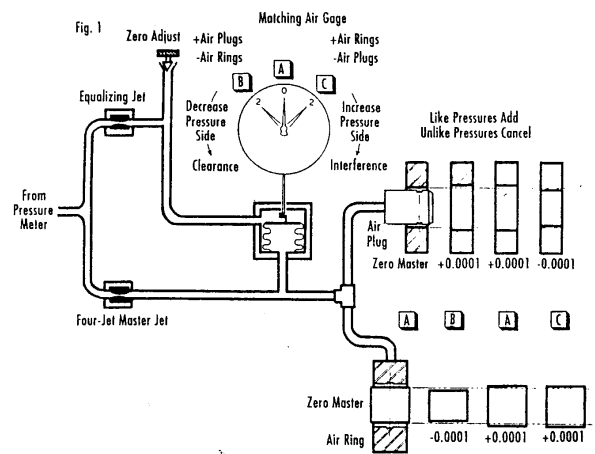 Fig. 1
Matching Air Gage
Zero Adjust
+Air Plugs
-Air Rings
+Air Rings
-Air Plugs
B
A
C
0
2
2
Equalizing Jet
Decrease
Pressure
Side
Clearance
Increase
Pressure
Side
Interference
Like Pressures Add
Unlike Pressures Cancel
From
Pressure
Meter
Air
Plug
Zero Master
+0.0001
+0.0001
-0.0001
Four-Jet Master Jet
A
B
A
C
Zero Master
Air Ring
-0.0001
+0.0001
+0.0001